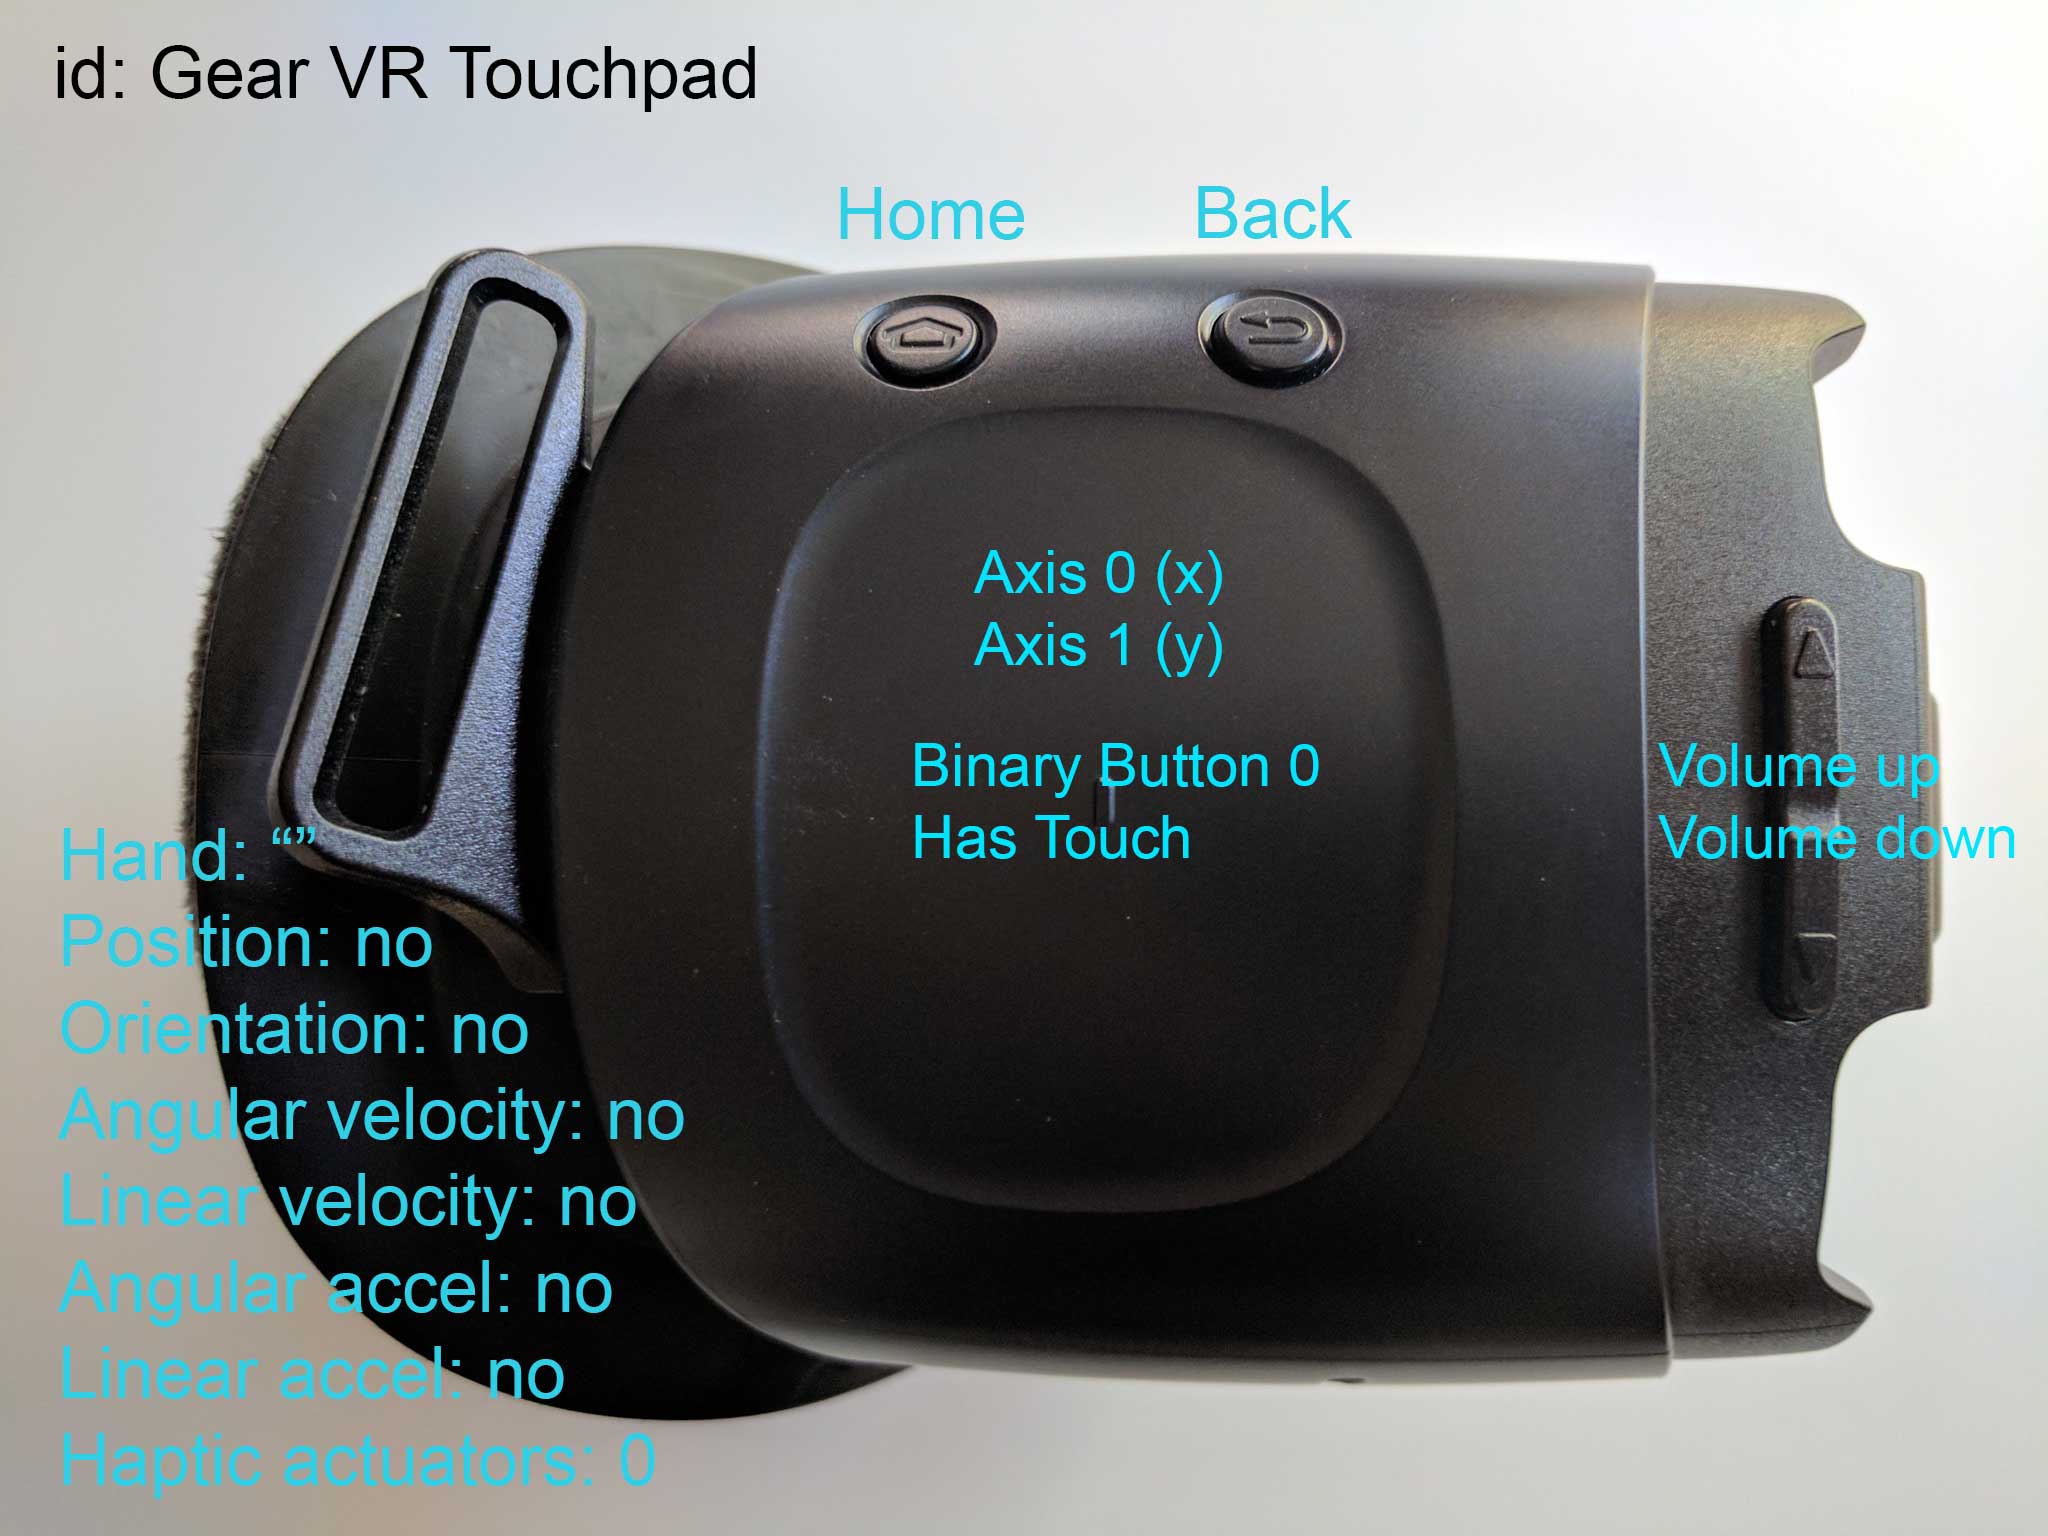 id: Gear VR Touchpad
Home
Back
Axis 0 (x)
Axis 1 (y)
Binary Button 0
Has Touch
Volume up
Volume down
Hand: “”
Position: no
Orientation: no
Angular velocity: no
Linear velocity: no
Angular accel: no
Linear accel: no
Haptic actuators: 0